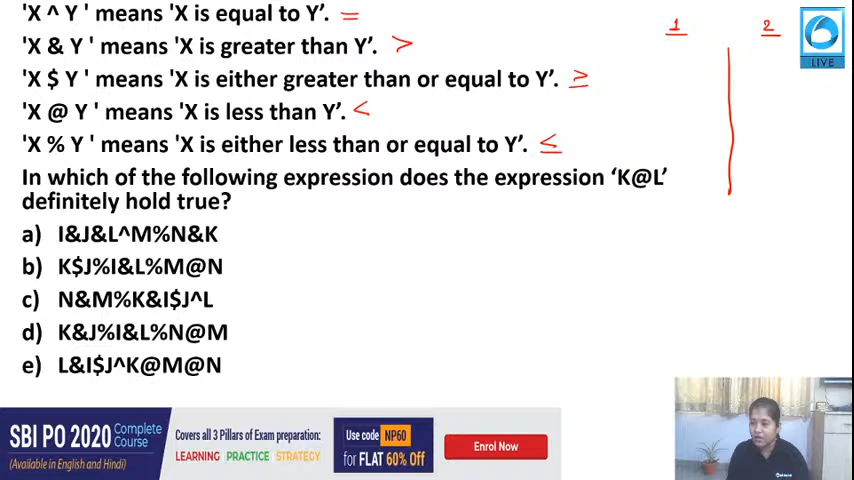 'X ^ Y ' means 'X is equal to Y’. =
'X & Y ' means 'X is greater than Y’. >
'X $ Y ' means 'X is either greater than or equal to Y’. ≥
'X @ Y ' means 'X is less than Y’. <
'X % Y ' means 'X is either less than or equal to Y’. ≤
1 2
LIVE
In which of the following expression does the expression ‘K@L’
definitely hold true?
a) I&J&L^M%N&K
b) K$J%I&L%M@N
c) N&M%K&I$J^L
d) K&J%I&L%N@M
e) L&I$J^K@M@N
SBI PO 2020 Complete Course
(Available in English and Hindi)
Covers all 3 Pillars of Exam preparation:
LEARNING PRACTICE STRATEGY
Use code NP60
for FLAT 60% Off
Enrol Now